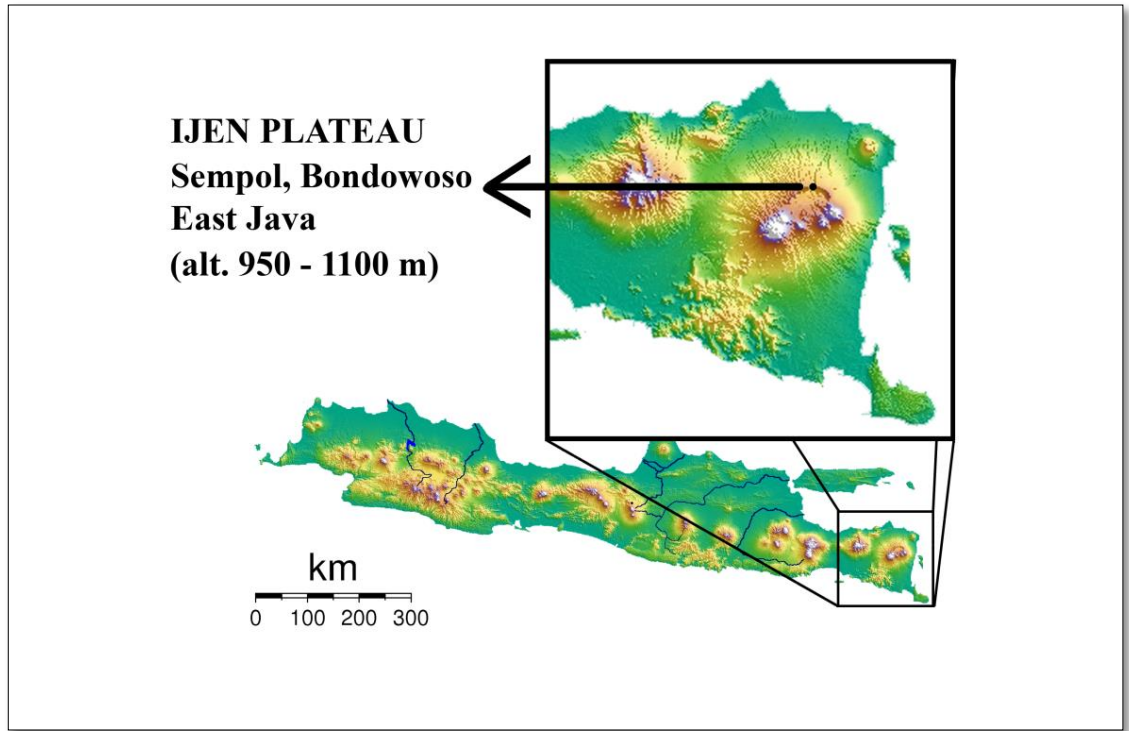 IJEN PLATEAU
Sempol, Bondowoso
East Java
(alt. 950 - 1100 m)
km
0 100 200 300